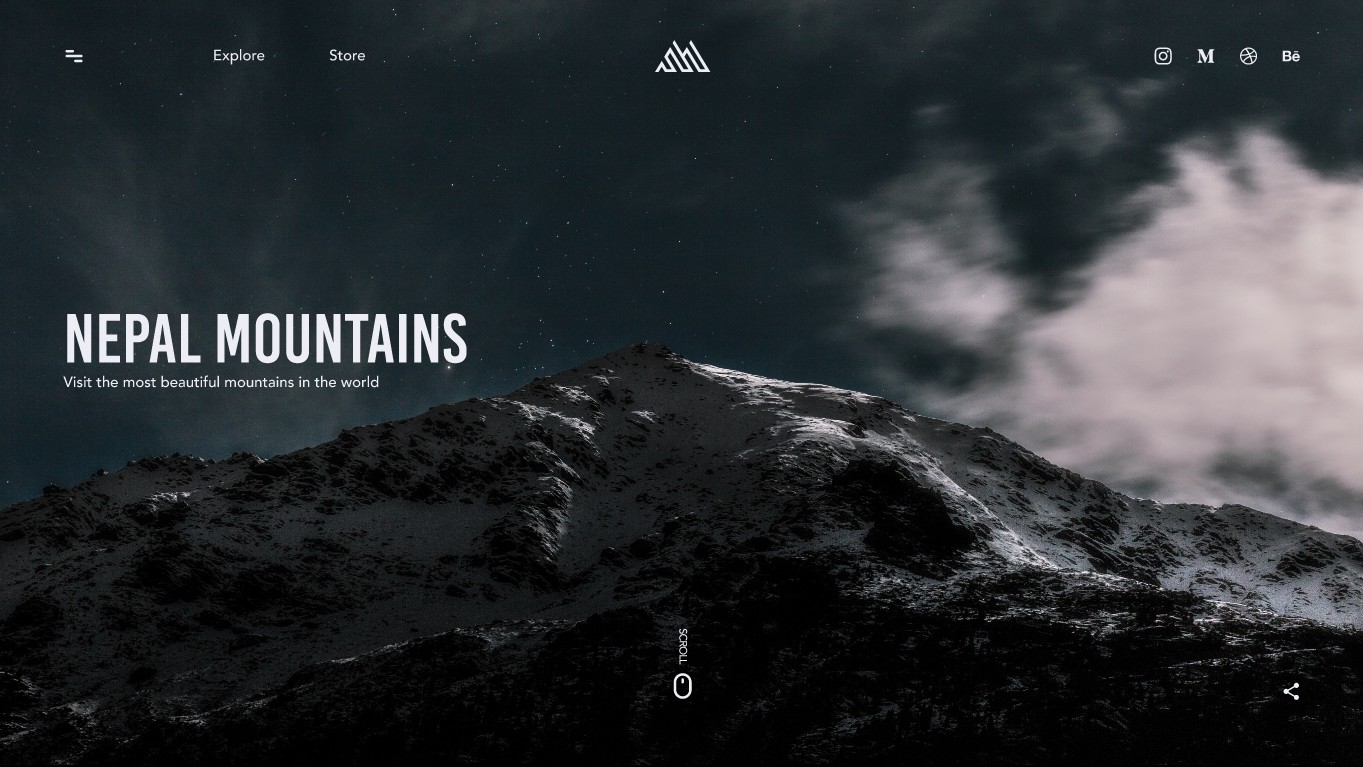 Explore
Store
M
Bē
NEPAL MOUNTAINS
Visit the most beautiful mountains in the world
SCROLL